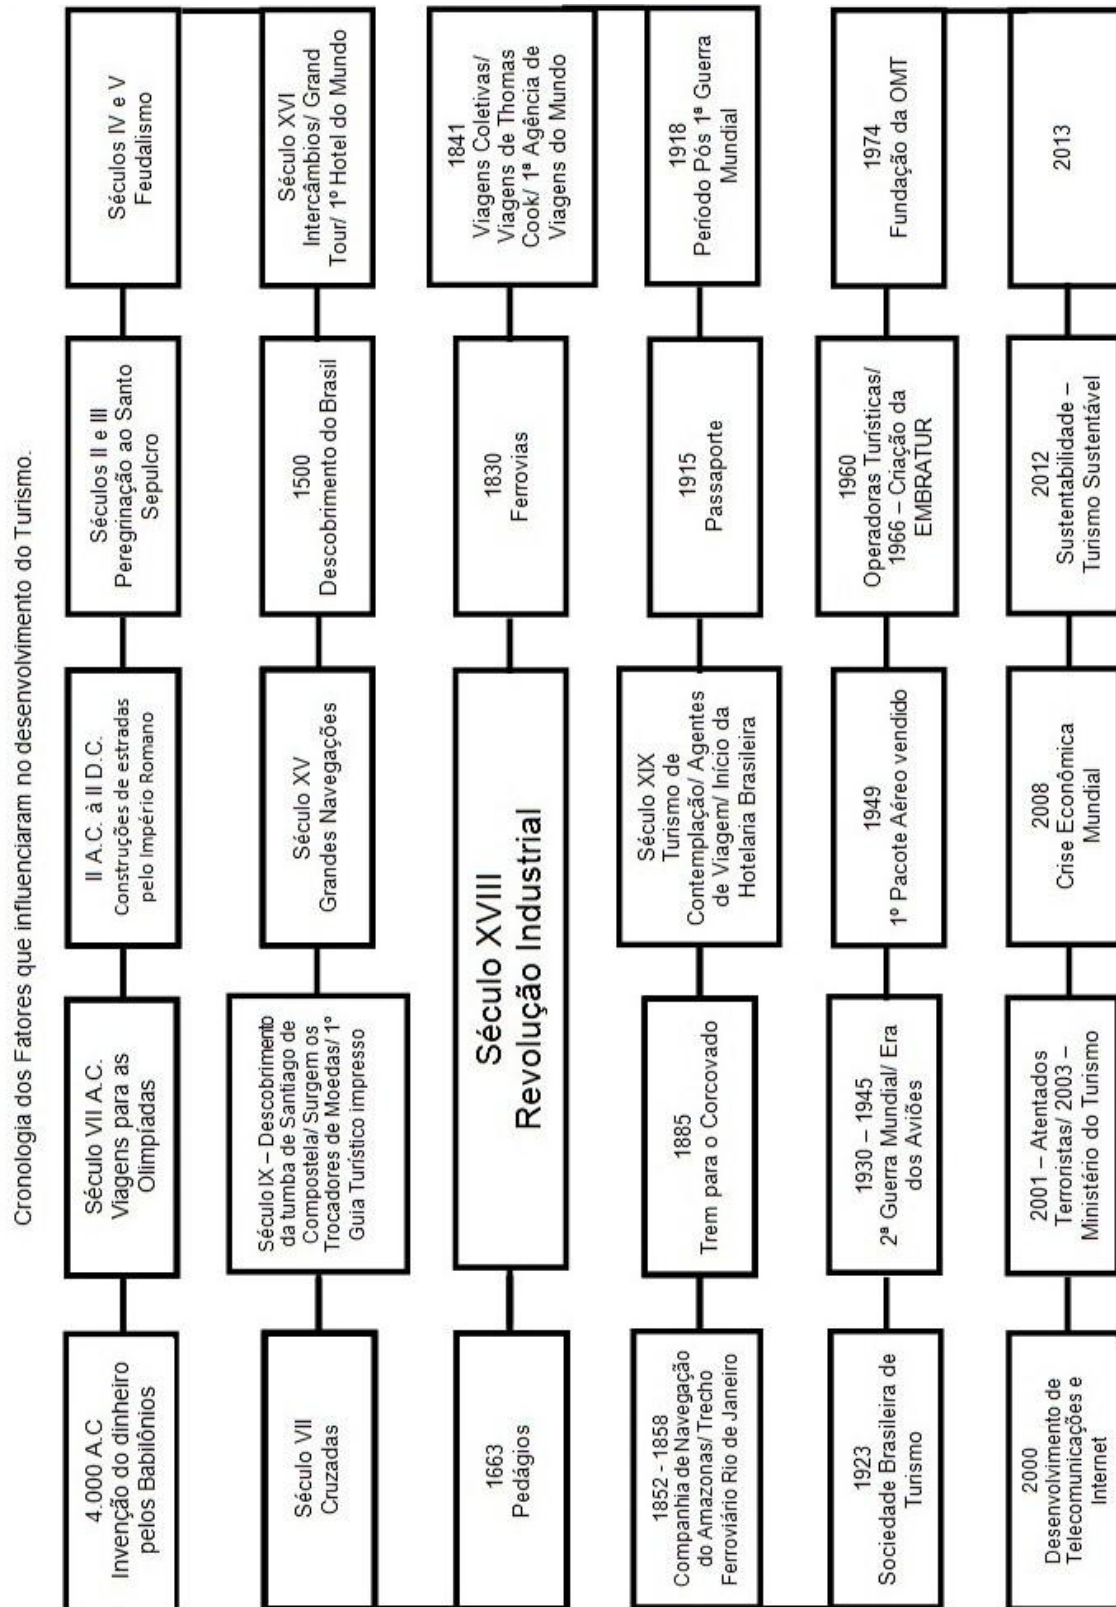 Cronologia dos Fatores que influenciaram no desenvolvimento do Turismo.
4.000 A.C
Invenção do dinheiro
pelos Babilônios
Século VII A.C.
Viagens para as
Olimpíadas
II A.C. à II D.C.
Construções de estradas
pelo Império Romano
Séculos II e III
Peregrinação ao Santo
Sepulcro
Séculos IV e V
Feudalismo
Século VII
Cruzadas
Século IX – Descobrimento
da tumba de Santiago de
Compostela/ Surgem os
Trocadores de Moedas/ 1º
Guia Turístico impresso
Século XV
Grandes Navegações
1500
Descobrimento do Brasil
Século XVI
Intercâmbios/ Grand
Tour/ 1º Hotel do Mundo
1663
Pedágios
Século XVIII
Revolução Industrial
1830
Ferrovias
1841
Viagens Coletivas/
Viagens de Thomas
Cook/ 1ª Agência de
Viagens do Mundo
1852 - 1858
Companhia de Navegação
do Amazonas/ Trecho
Ferroviário Rio de Janeiro
1885
Trem para o Corcovado
Século XIX
Turismo de
Contemplação/ Agentes
de Viagem/ Início da
Hotelaria Brasileira
1915
Passaporte
1918
Período Pós 1ª Guerra
Mundial
1923
Sociedade Brasileira de
Turismo
1930 – 1945
2ª Guerra Mundial/ Era
dos Aviões
1949
1º Pacote Aéreo vendido
1960
Operadoras Turísticas/
1966 – Criação da
EMBRATUR
1974
Fundação da OMT
2000
Desenvolvimento de
Telecomunicações e
Internet
2001 – Atentados
Terroristas/ 2003 –
Ministério do Turismo
2008
Crise Econômica
Mundial
2012
Sustentabilidade –
Turismo Sustentável
2013